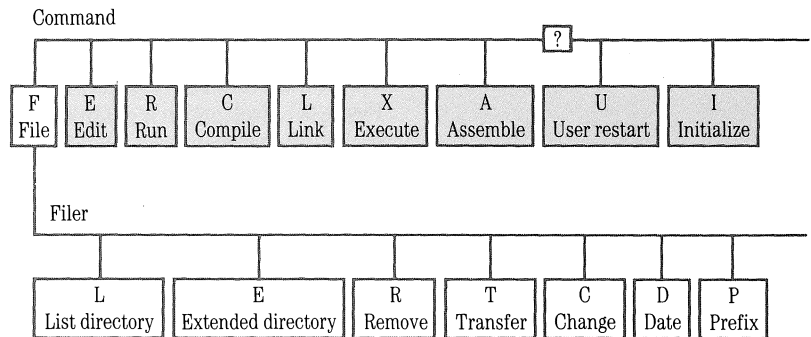 Command
?
F E R C L X A U I
File Edit Run Compile Link Execute Assemble User restart Initialize
Filer
L E R T C D P
List directory Extended directory Remove Transfer Change Date Prefix